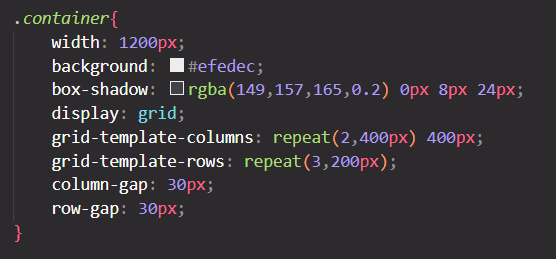 .container{
width: 1200px;
background: #efedec;
box-shadow: rgba(149,157,165,0.2) 0px 8px 24px;
display: grid;
grid-template-columns: repeat(2,400px) 400px;
grid-template-rows: repeat(3,200px);
column-gap: 30px;
row-gap: 30px;
}